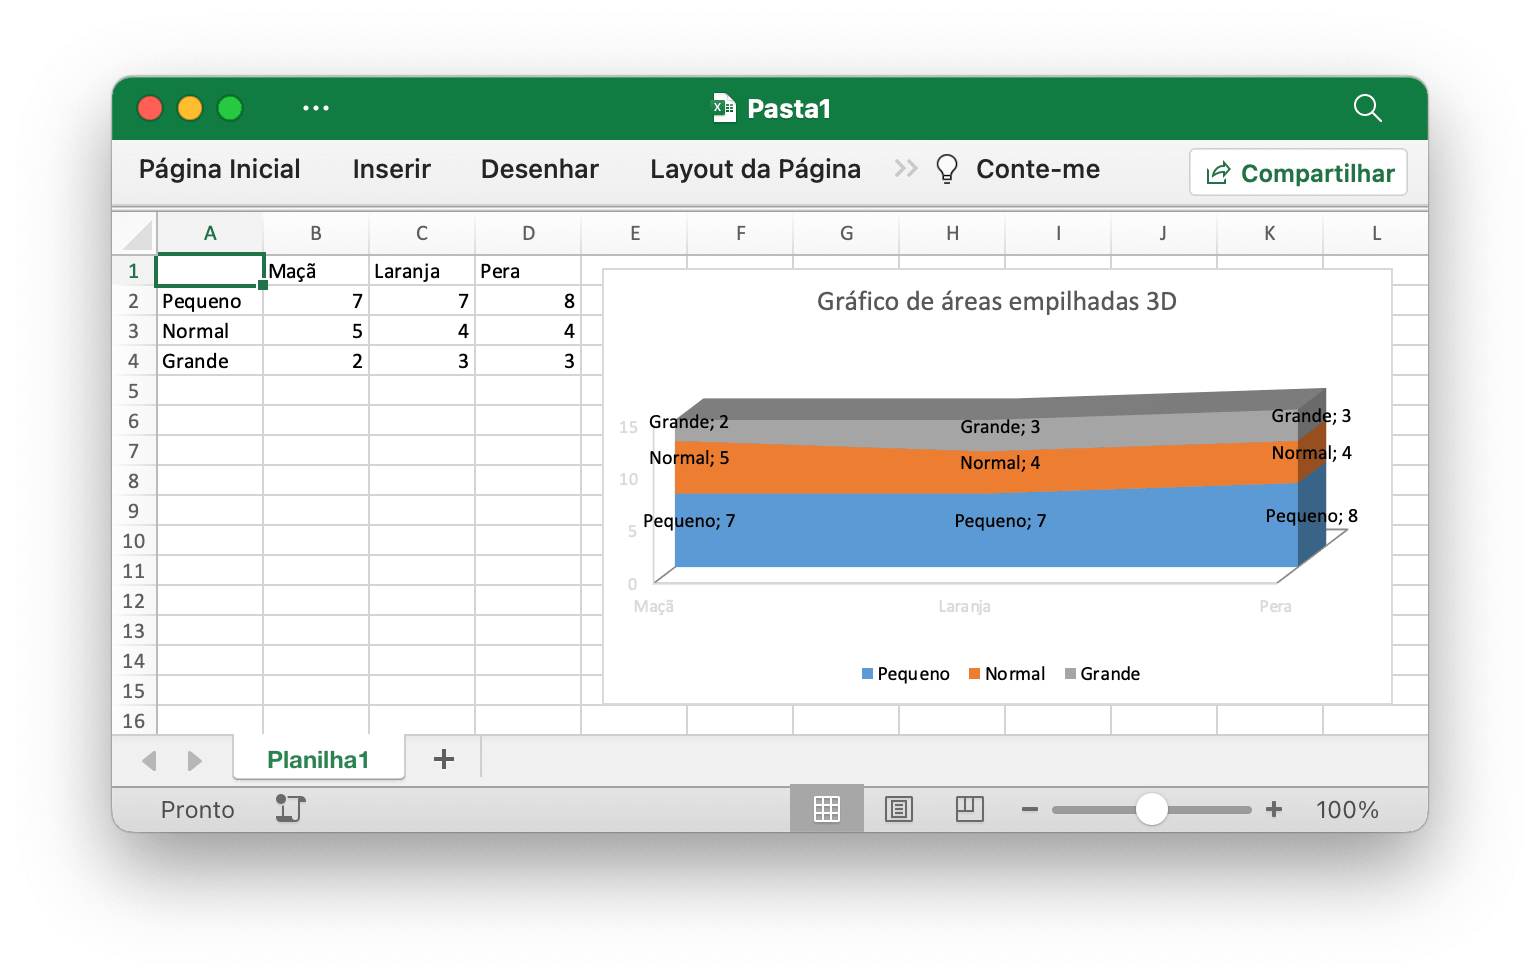 Pasta1
Página Inicial Inserir Desenhar Layout da Página Conte-me Compartilhar
A B C D E F G H I J K L
1 Maçã Laranja Pera
2 Pequeno 7 7 8
3 Normal 5 4 4
4 Grande 2 3 3
5
6
7
8
9
10
11
12
13
14
15
16
Gráfico de áreas empilhadas 3D
15
10
5
0
Grande; 2 Grande; 3 Grande; 3
Normal; 5 Normal; 4 Normal; 4
Pequeno; 7 Pequeno; 7 Pequeno; 8
Maçã Laranja Pera
Pequeno Normal Grande
Planilha1
Pronto 100%